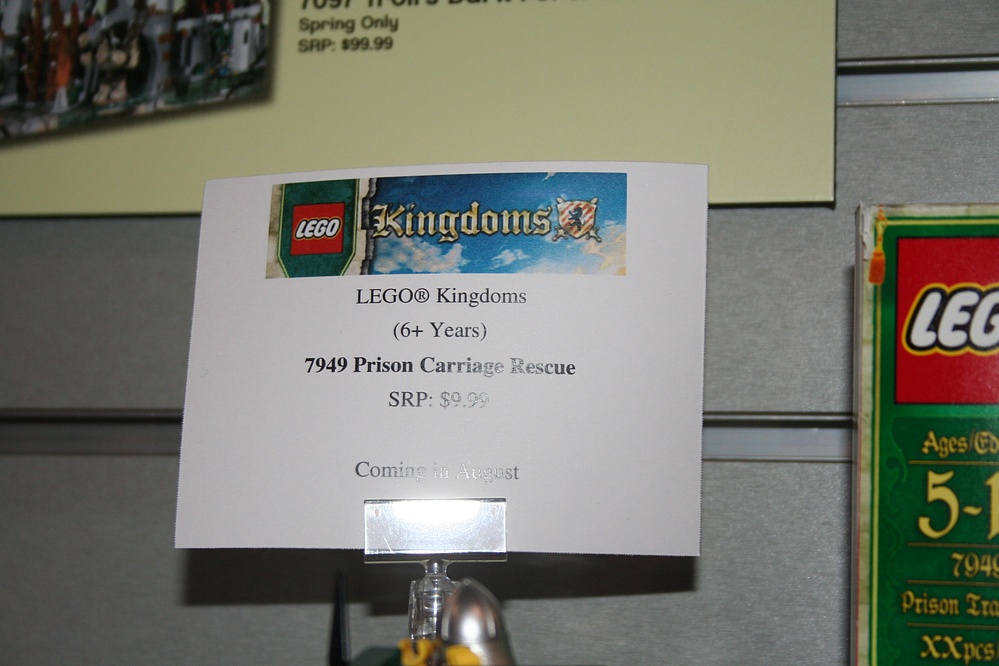 Spring Only
SRP: $99.99
LEGO
Kingdoms
LEGO® Kingdoms
(6+ Years)
7949 Prison Carriage Rescue
SRP: $9.99
Coming in August
LEG
Ages/Ed
5-1
7949
Prison Tra
XXpcs